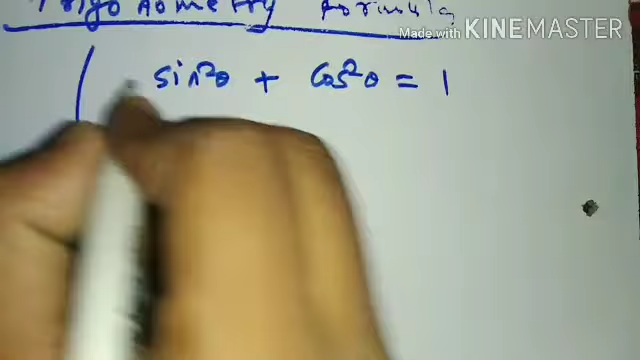 Trigonometry formula
Made with KINEMASTER
sin²θ + cos²θ = 1